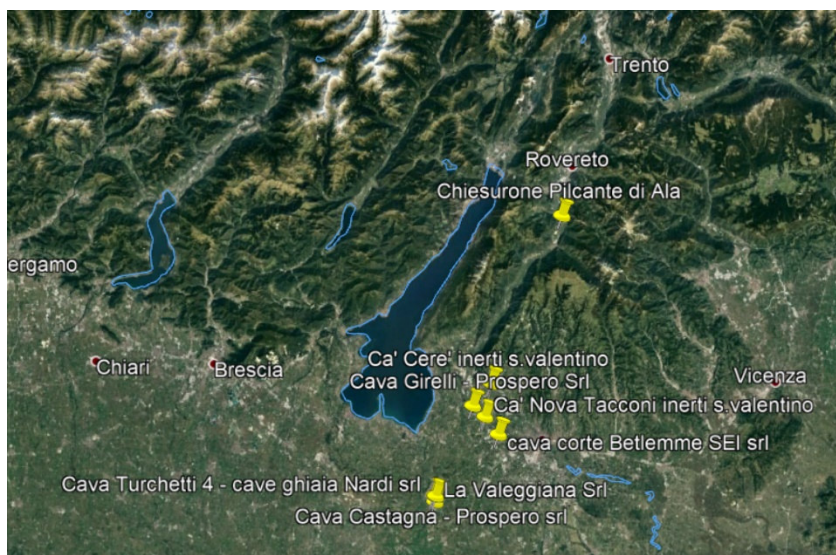 Trento
Rovereto
Chiesurone Pilcante di Ala
ergamo
Ca' Cere' inerti s.valentino
Chiari
Brescia
Cava Girelli - Prospero Srl
Vicenza
Ca' Nova Tacconi inerti s.valentino
cava corte Betlemme SEI srl
Cava Turchetti 4 - cave ghiaia Nardi srl
La Valeggiana Srl
Cava Castagna - Prospero srl